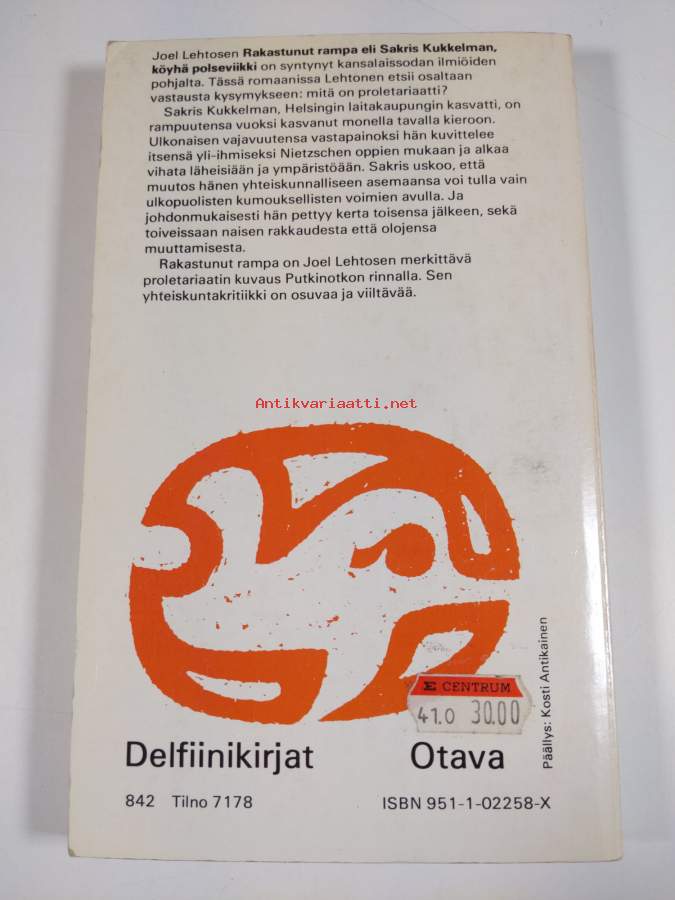 Joel Lehtosen Rakastunut rampa eli Sakris Kukkelman,
köyhä polseviikki on syntynyt kansalaissodan ilmiöiden
pohjalta. Tässä romaanissa Lehtonen etsii osaltaan
vastausta kysymykseen: mitä on proletariaatti?
Sakris Kukkelman, Helsingin laitakaupungin kasvatti, on
rampuutensa vuoksi kasvanut monella tavalla kieroon.
Ulkonaisen vajavuutensa vastapainoksi hän kuvittelee
itsensä yli-ihmiseksi Nietzschen oppien mukaan ja alkaa
vihata läheisiään ja ympäristöään. Sakris uskoo, että
muutos hänen yhteiskunnalliseen asemaansa voi tulla vain
ulkopuolisten kumouksellisten voimien avulla. Ja
johdonmukaisesti hän pettyy kerta toisensa jälkeen, sekä
toiveissaan naisen rakkaudesta että olojensa
muuttamisesta.
Rakastunut rampa on Joel Lehtosen merkittävä
proletariaatin kuvaus Putkinotkon rinnalla. Sen
yhteiskuntakritiikki on osuvaa ja viiltävää.
Antikvariaatti.net
E CENTRUM
41.0 30.00
Päällys: Kosti Antikainen
Delfiinikirjat Otava
842 Tilno 7178 ISBN 951-1-02258-X